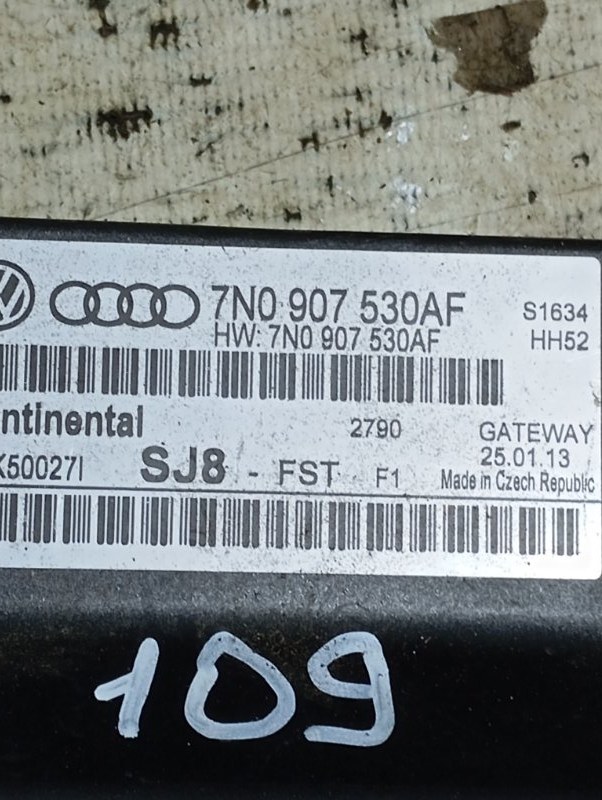 7N0 907 530AF S1634
HW: 7N0 907 530AF HH52
ntinental 2790 GATEWAY
25.01.13
K50027I SJ8 - FST F1 Made in Czech Republic
109